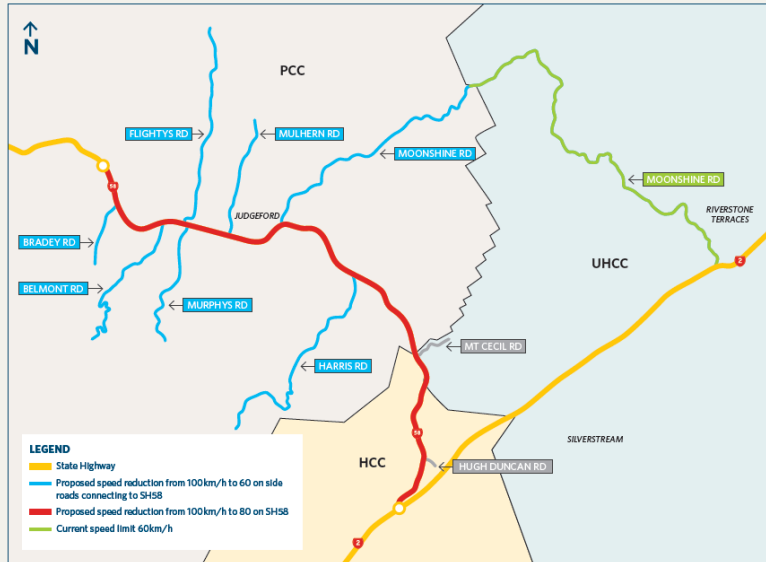 N
PCC
FLIGHTYS RD
MULHERN RD
MOONSHINE RD
MOONSHINE RD
58
JUDGEFORD
RIVERSTONE
TERRACES
BRADEY RD
UHCC
2
BELMONT RD
MURPHYS RD
MT CECIL RD
HARRIS RD
58
SILVERSTREAM
HCC
HUGH DUNCAN RD
2
LEGEND
State Highway
Proposed speed reduction from 100km/h to 60 on side
roads connecting to SH58
Proposed speed reduction from 100km/h to 80 on SH58
Current speed limit 60km/h